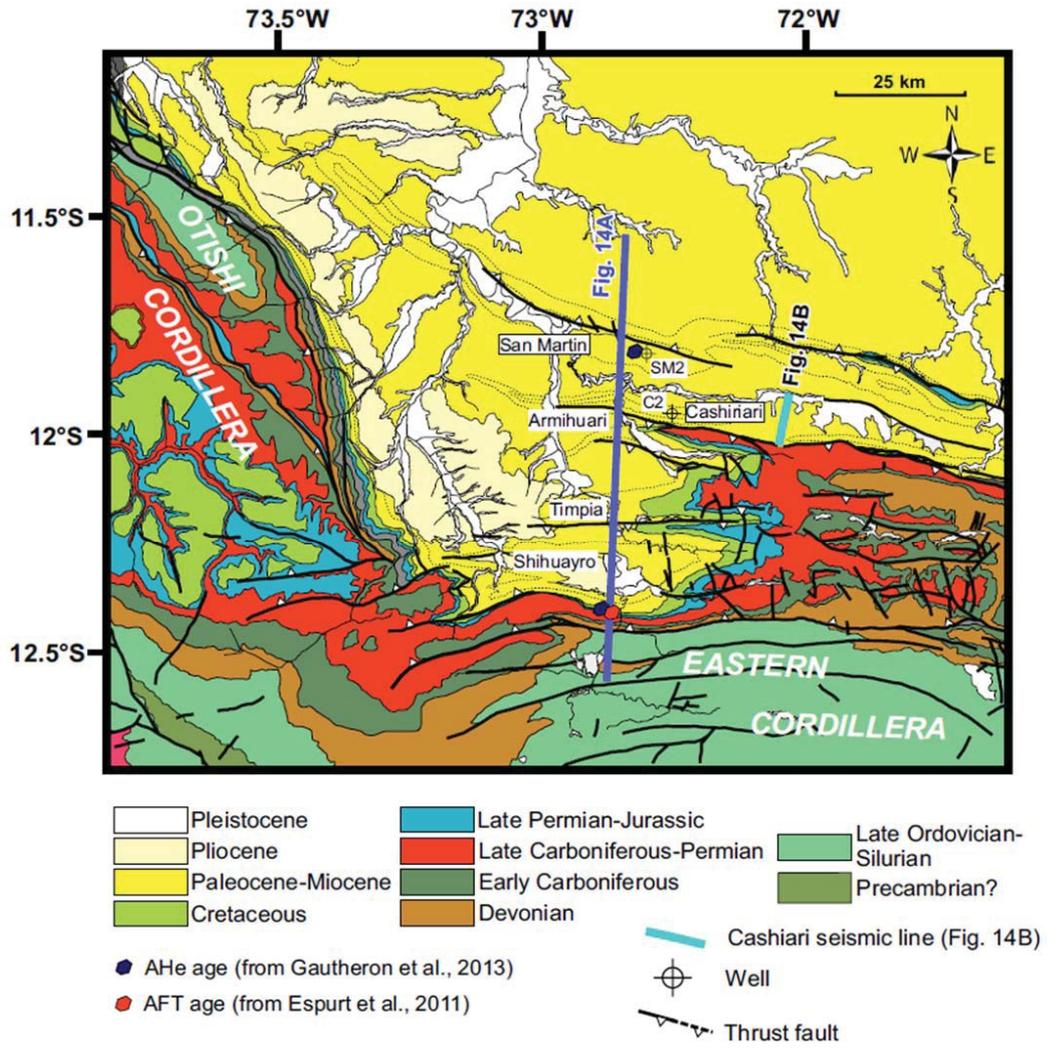 73.5°W 73°W 72°W
25 km
N
W E
S
11.5°S
12°S
12.5°S
OTISHI
CORDILLERA
Fig. 14A
Fig. 14B
San Martin
SM2
C2
Cashiriari
Armihuari
Timpia
Shihuayro
EASTERN
CORDILLERA
Pleistocene
Pliocene
Paleocene-Miocene
Cretaceous
Late Permian-Jurassic
Late Carboniferous-Permian
Early Carboniferous
Devonian
Late Ordovician-
Silurian
Precambrian?
AHe age (from Gautheron et al., 2013)
AFT age (from Espurt et al., 2011)
Cashiari seismic line (Fig. 14B)
Well
Thrust fault